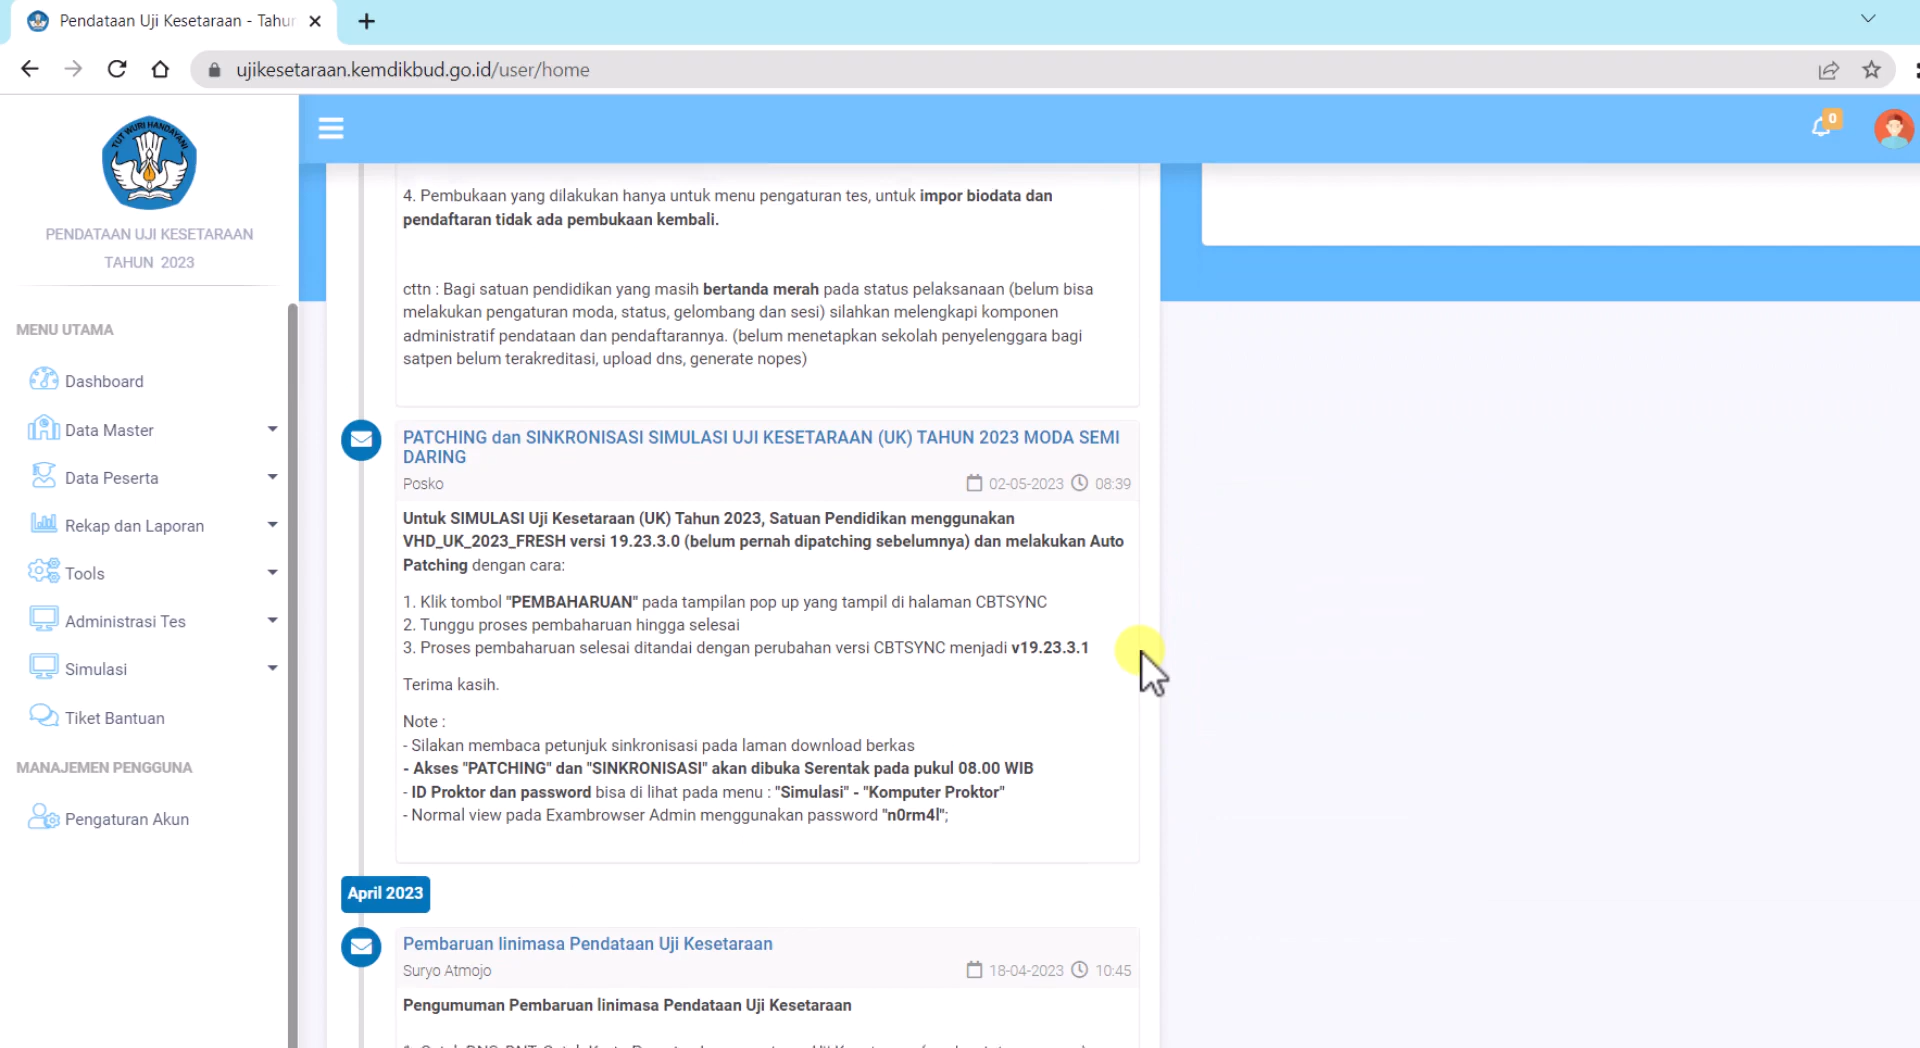 Pendataan Uji Kesetaraan - Tahun
ujikesetaraan.kemdikbud.go.id/user/home
TUT WURI HANDAYANI
0
PENDATAAN UJI KESETARAAN
TAHUN 2023
MENU UTAMA
Dashboard
Data Master
Data Peserta
Rekap dan Laporan
Tools
Administrasi Tes
Simulasi
Tiket Bantuan
MANAJEMEN PENGGUNA
Pengaturan Akun
4. Pembukaan yang dilakukan hanya untuk menu pengaturan tes, untuk impor biodata dan
pendaftaran tidak ada pembukaan kembali.
cttn : Bagi satuan pendidikan yang masih bertanda merah pada status pelaksanaan (belum bisa
melakukan pengaturan moda, status, gelombang dan sesi) silahkan melengkapi komponen
administratif pendataan dan pendaftarannya. (belum menetapkan sekolah penyelenggara bagi
satpen belum terakreditasi, upload dns, generate nopes)
PATCHING dan SINKRONISASI SIMULASI UJI KESETARAAN (UK) TAHUN 2023 MODA SEMI
DARING
Posko 02-05-2023 08:39
Untuk SIMULASI Uji Kesetaraan (UK) Tahun 2023, Satuan Pendidikan menggunakan
VHD_UK_2023_FRESH versi 19.23.3.0 (belum pernah dipatching sebelumnya) dan melakukan Auto
Patching dengan cara:
1. Klik tombol "PEMBAHARUAN" pada tampilan pop up yang tampil di halaman CBTSYNC
2. Tunggu proses pembaharuan hingga selesai
3. Proses pembaharuan selesai ditandai dengan perubahan versi CBTSYNC menjadi v19.23.3.1
Terima kasih.
Note :
- Silakan membaca petunjuk sinkronisasi pada laman download berkas
- Akses "PATCHING" dan "SINKRONISASI" akan dibuka Serentak pada pukul 08.00 WIB
- ID Proktor dan password bisa di lihat pada menu : "Simulasi" - "Komputer Proktor"
- Normal view pada Exambrowser Admin menggunakan password "n0rm4l";
April 2023
Pembaruan linimasa Pendataan Uji Kesetaraan
Suryo Atmojo 18-04-2023 10:45
Pengumuman Pembaruan linimasa Pendataan Uji Kesetaraan